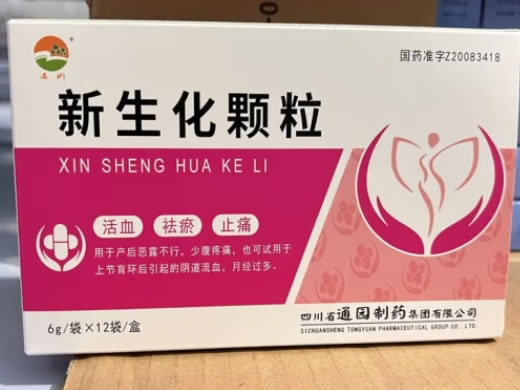 国药准字Z20083418
新生化颗粒
XIN SHENG HUA KE LI
活血 祛瘀 止痛
用于产后恶露不行，少腹疼痛，也可试用于
上节育环后引起的阴道流血，月经过多。
6g/袋×12袋/盒
四川省通园制药集团有限公司
SICHUANSHENG TONGYUAN PHARMACEUTICAL GROUP CO., LTD.